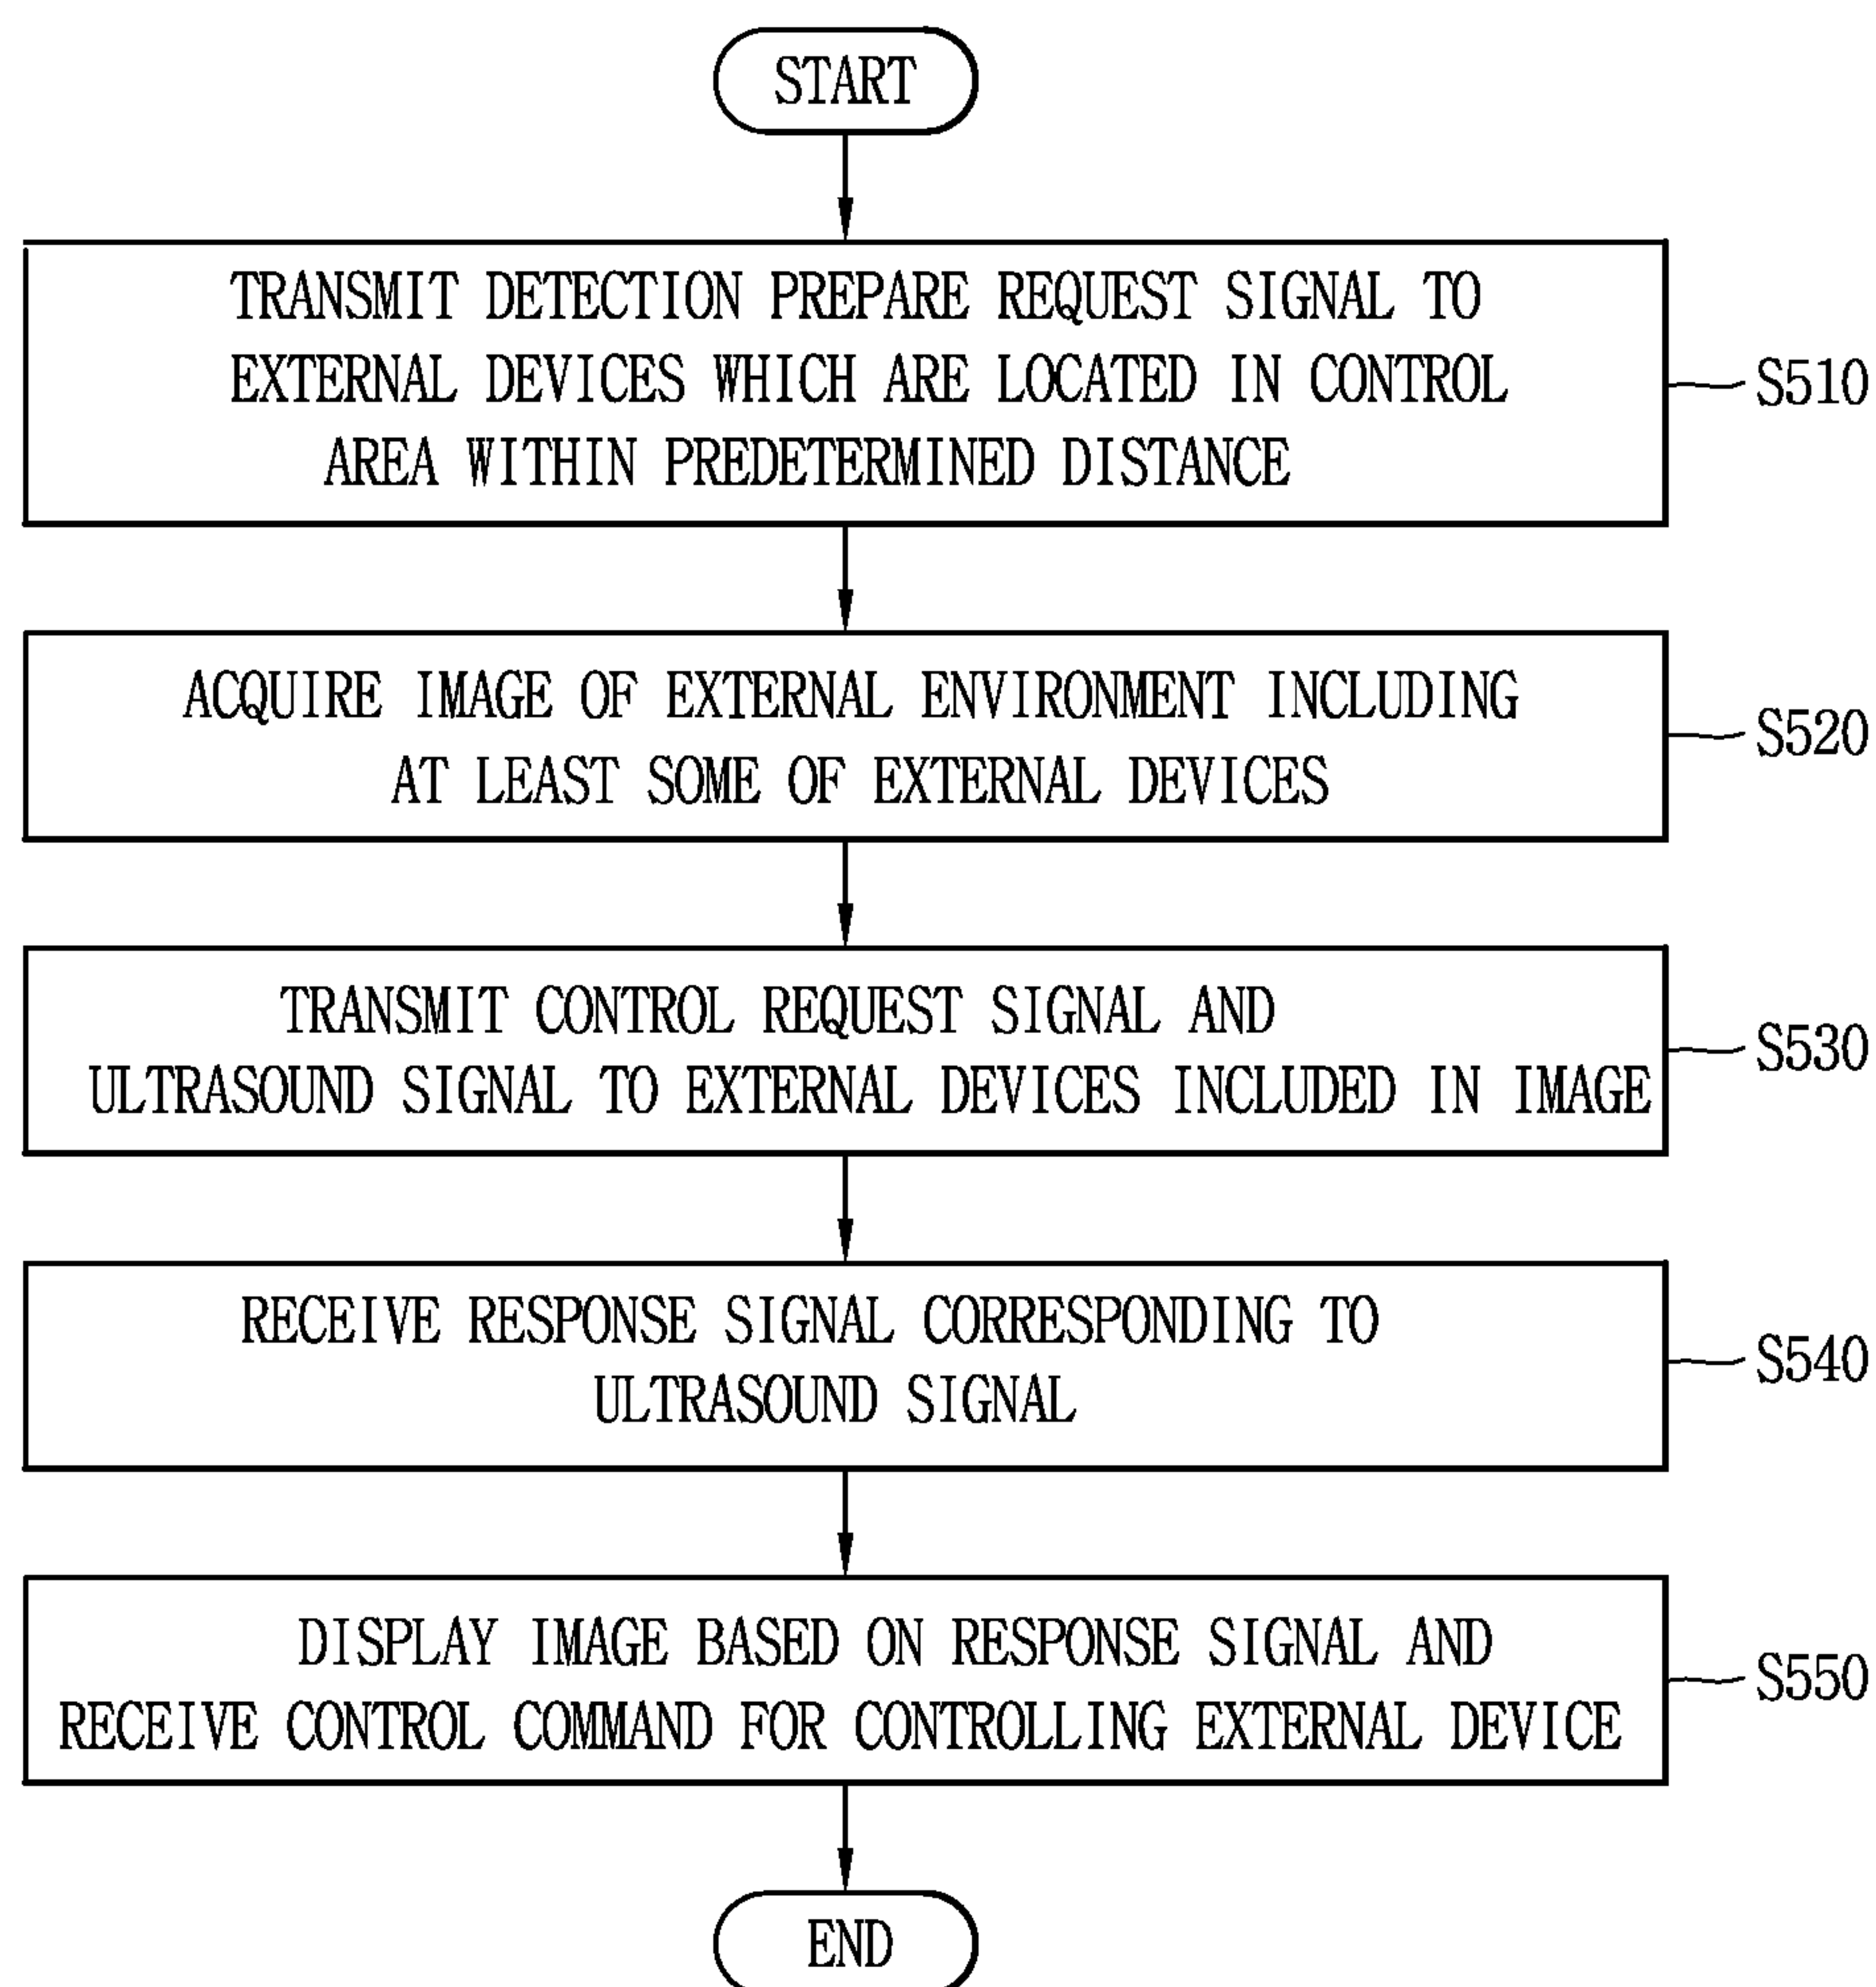 START
TRANSMIT DETECTION PREPARE REQUEST SIGNAL TO
EXTERNAL DEVICES WHICH ARE LOCATED IN CONTROL
AREA WITHIN PREDETERMINED DISTANCE
S510
ACQUIRE IMAGE OF EXTERNAL ENVIRONMENT INCLUDING
AT LEAST SOME OF EXTERNAL DEVICES
S520
TRANSMIT CONTROL REQUEST SIGNAL AND
ULTRASOUND SIGNAL TO EXTERNAL DEVICES INCLUDED IN IMAGE
S530
RECEIVE RESPONSE SIGNAL CORRESPONDING TO
ULTRASOUND SIGNAL
S540
DISPLAY IMAGE BASED ON RESPONSE SIGNAL AND
RECEIVE CONTROL COMMAND FOR CONTROLLING EXTERNAL DEVICE
S550
END